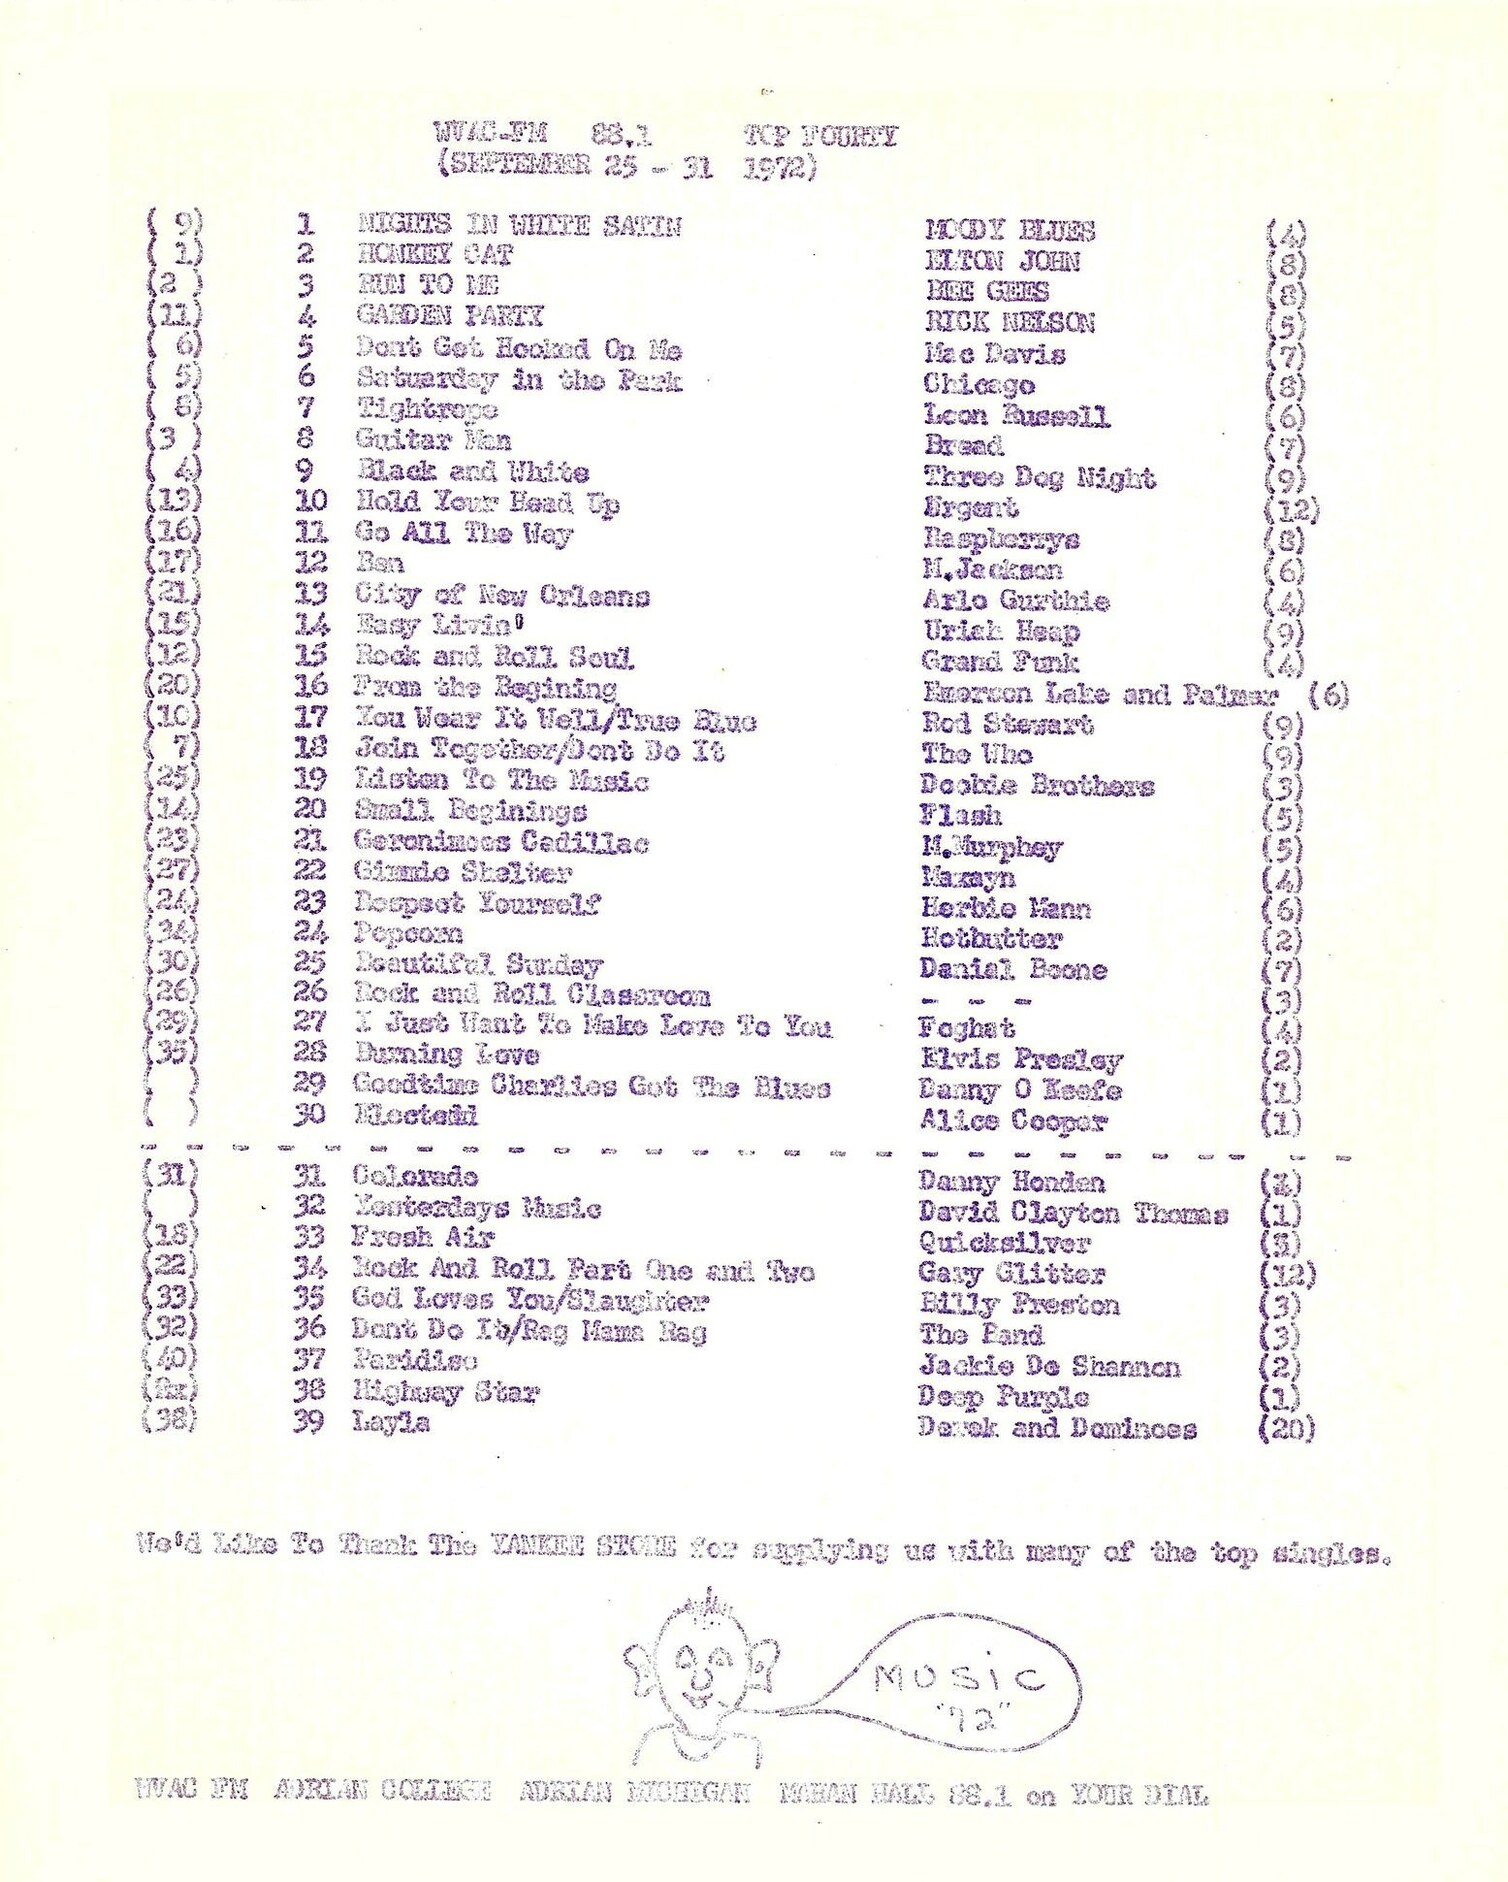 WVAC-FM 88.1 TOP FOURTY
(SEPTEMBER 25 - 31 1972)
( 9) 1 NIGHTS IN WHITE SATIN MOODY BLUES (4)
( 1) 2 HONKEY CAT ELTON JOHN (8)
(2 ) 3 RUN TO ME BEE GEES (8)
(11) 4 GARDEN PARTY RICK NELSON (5)
( 6) 5 Dont Get Hooked On Me Mac Davis (7)
( 5) 6 Satuarday in the Park Chicago (8)
( 8) 7 Tightrope Leon Russell (6)
(3 ) 8 Guitar Man Bread (7)
( 4) 9 Black and White Three Dog Night (9)
(13) 10 Hold Your Head Up Argent (12)
(16) 11 Go All The Way Raspberrys (8)
(17) 12 Ben M.Jackson (6)
(21) 13 City of New Orleans Arlo Gurthie (4)
(15) 14 Easy Livin' Uriah Heap (9)
(12) 15 Rock and Roll Soul Grand Funk (4)
(20) 16 From the Begining Emerson Lake and Palmar (6)
(10) 17 You Wear It Well/True Blue Rod Stewart (9)
( 7) 18 Join Together/Dont Do It The Who (9)
(25) 19 Listen To The Music Doobie Brothers (3)
(14) 20 Small Beginings Flash (5)
(23) 21 Geronimoes Cadillac M.Murphey (5)
(27) 22 Gimmie Shelter Maxayn (4)
(24) 23 Respect Yourself Herbie Mann (6)
(34) 24 Popcorn Hotbutter (2)
(30) 25 Beautiful Sunday Danial Boone (7)
(26) 26 Rock and Roll Classroom - - - (3)
(29) 27 I Just Want To Make Love To You Foghat (4)
(35) 28 Burning Love Elvis Presley (2)
( ) 29 Goodtime Charlies Got The Blues Danny O Keefe (1)
( ) 30 Electedd Alice Cooper (1)
(31) 31 Colorado Danny Honden
( ) 32 Yesterdays Music David Clayton Thomas (1)
(18) 33 Fresh Air Quicksilver
(22) 34 Rock And Roll Part One and Two Gary Glitter (12)
(33) 35 God Loves You/Slaughter Billy Preston (3)
(32) 36 Dont Do It/Rag Mama Rag The Band (3)
(40) 37 Paridiso Jackie De Shannon (2)
38 Highway Star Deep Purple (1)
(38) 39 Layla Derek and Dominoes (20)
We'd Like To Thank The YANKEE STORE for supplying us with many of the top singles.
MUSiC
"72"
WVAC FM ADRIAN COLLEGE ADRIAN MICHIGAN MAHAN HALL 88.1 on YOUR DIAL